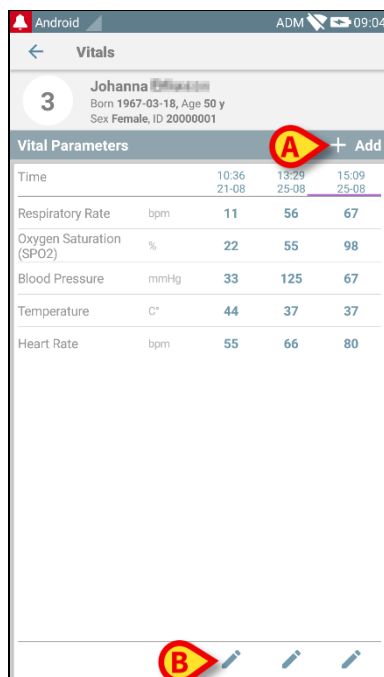 Android ADM 09:04
Vitals
3
Johanna
Born 1967-03-18, Age 50 y
Sex Female, ID 20000001
Vital Parameters A + Add
Time 10:36 13:29 15:09
21-08 25-08 25-08
Respiratory Rate bpm 11 56 67
Oxygen Saturation
(SPO2) % 22 55 98
Blood Pressure mmHg 33 125 67
Temperature C° 44 37 37
Heart Rate bpm 55 66 80
B